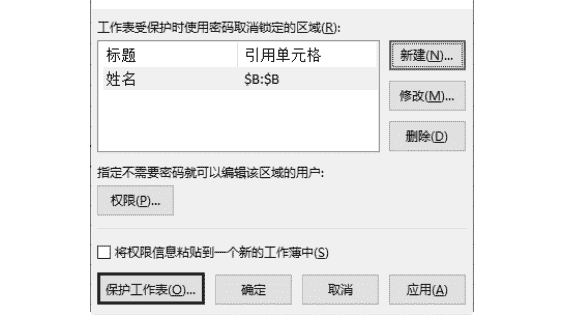 工作表受保护时使用密码取消锁定的区域(R):
标题 引用单元格
姓名 $B:$B
新建(N)...
修改(M)...
删除(D)
指定不需要密码就可以编辑该区域的用户:
权限(P)...
将权限信息粘贴到一个新的工作薄中(S)
保护工作表(O)... 确定 取消 应用(A)